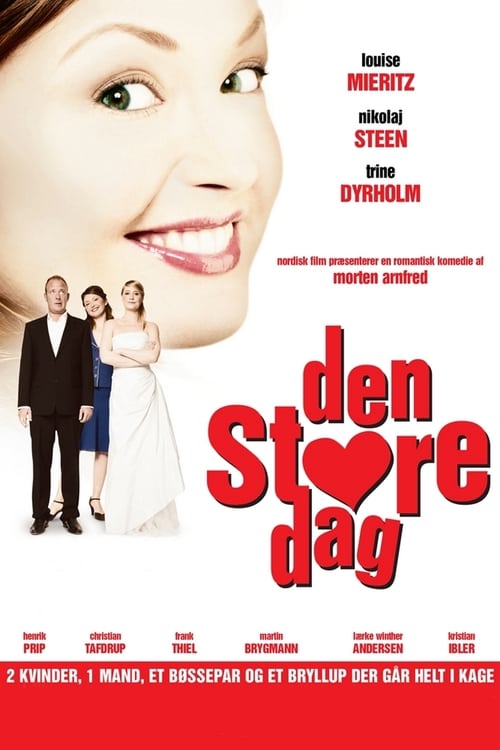 louise
MIERITZ
nikolaj
STEEN
trine
DYRHOLM
nordisk film præsenterer en romantisk komedie af
morten arnfred
den
Store
dag
henrik
PRIP
christian
TAFDRUP
frank
THIEL
martin
BRYGMANN
lærke winther
ANDERSEN
kristian
IBLER
2 KVINDER, 1 MAND, ET BØSSEPAR OG ET BRYLLUP DER GÅR HELT I KAGE